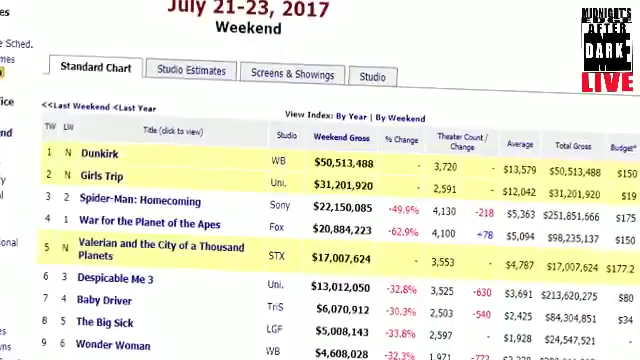 July 21-23, 2017
Weekend
MIDNIGHT'S
EDGE
AFTER
DARK
LIVE
e Sched.
Standard Chart
Studio Estimates
Screens & Showings
Studio
<<Last Weekend <Last Year
View Index: By Year | By Weekend
TW LW Title (click to view) Studio Weekend Gross % Change Theater Count / Change Average Total Gross Budget*
1 N Dunkirk WB $50,513,488 - 3,720 - $13,579 $50,513,488 $150
2 N Girls Trip Uni. $31,201,920 - 2,591 - $12,042 $31,201,920 $19
3 2 Spider-Man: Homecoming Sony $22,150,085 -49.9% 4,130 -218 $5,363 $251,851,666 $175
4 1 War for the Planet of the Apes Fox $20,884,223 -62.9% 4,100 +78 $5,094 $98,235,137 $150
5 N Valerian and the City of a Thousand Planets STX $17,007,624 - 3,553 - $4,787 $17,007,624 $177.2
6 3 Despicable Me 3 Uni. $13,012,050 -32.8% 3,525 -630 $3,691 $213,620,275 $80
7 4 Baby Driver TriS $6,070,912 -30.3% 2,503 -540 $2,425 $84,304,851 $34
8 5 The Big Sick LGF $5,008,143 -33.8% 2,597 - $1,928 $24,547,521 -
9 6 Wonder Woman WB $4,608,028 -32.3% 1,971